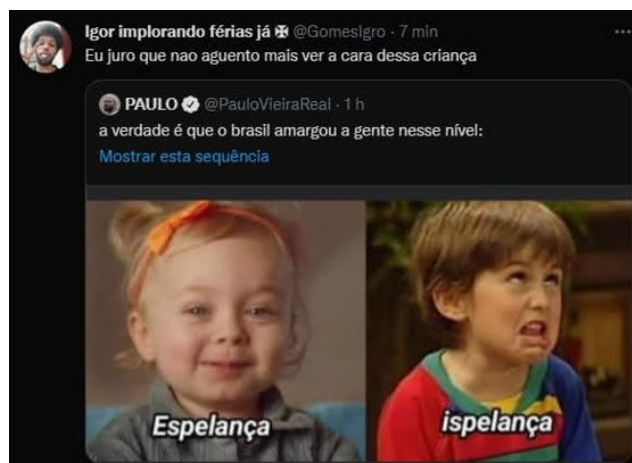 Igor implorando férias já ✠ @GomesIgro · 7 min
Eu juro que nao aguento mais ver a cara dessa criança
PAULO @PauloVieiraReal · 1 h
a verdade é que o brasil amargou a gente nesse nível:
Mostrar esta sequência
Espelança
ispelança